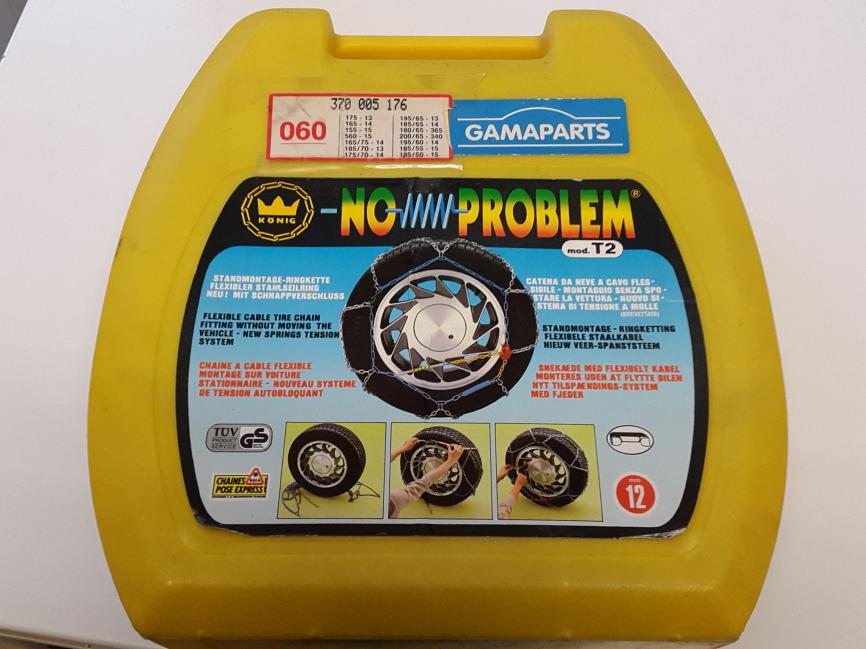 370 005 176
060
175 - 13
165 - 14
155 - 15
560 - 15
165/75 - 14
185/70 - 13
175/70 - 14
195/65 - 13
185/65 - 14
180/65 - 365
200/65 - 340
195/60 - 14
185/55 - 15
195/50 - 15
GAMAPARTS
KÖNIG
-NO-PROBLEM®
mod. T2
STANDMONTAGE-RINGKETTE
FLEXIBLER STAHLSEILRING
NEU! MIT SCHNAPPVERSCHLUSS
FLEXIBLE CABLE TIRE CHAIN
FITTING WITHOUT MOVING THE
VEHICLE - NEW SPRINGS TENSION
SYSTEM
CHAINE A CABLE FLEXIBLE
MONTAGE SUR VOITURE
STATIONNAIRE - NOUVEAU SYSTEME
DE TENSION AUTOBLOQUANT
CATENA DA NEVE A CAVO FLES-
SIBILE - MONTAGGIO SENZA SPO-
STARE LA VETTURA - NUOVO SI-
STEMA DI TENSIONE A MOLLE
(BREVETTATA)
STANDMONTAGE - RINGKETTING
FLEXIBELE STAALKABEL
NIEUW VEER-SPANSYSTEEM
SNEKAEDE MED FLEXIBELT KABEL
MONTERES UDEN AT FLYTTE BILEN
NYT TILSPÆNDINGS-SYSTEM
MED FJEDER
TÜV
PRODUCT
SERVICE
GS
CHAINES
POSE EXPRESS
mm
12